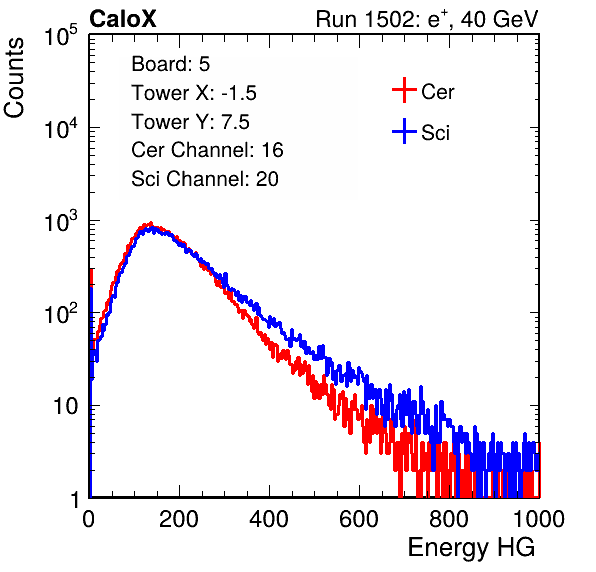 CaloX Run 1502: e⁺, 40 GeV
Counts
10⁵
10⁴
10³
10²
10
1
Board: 5
Tower X: -1.5
Tower Y: 7.5
Cer Channel: 16
Sci Channel: 20
Cer
Sci
0 200 400 600 800 1000
Energy HG